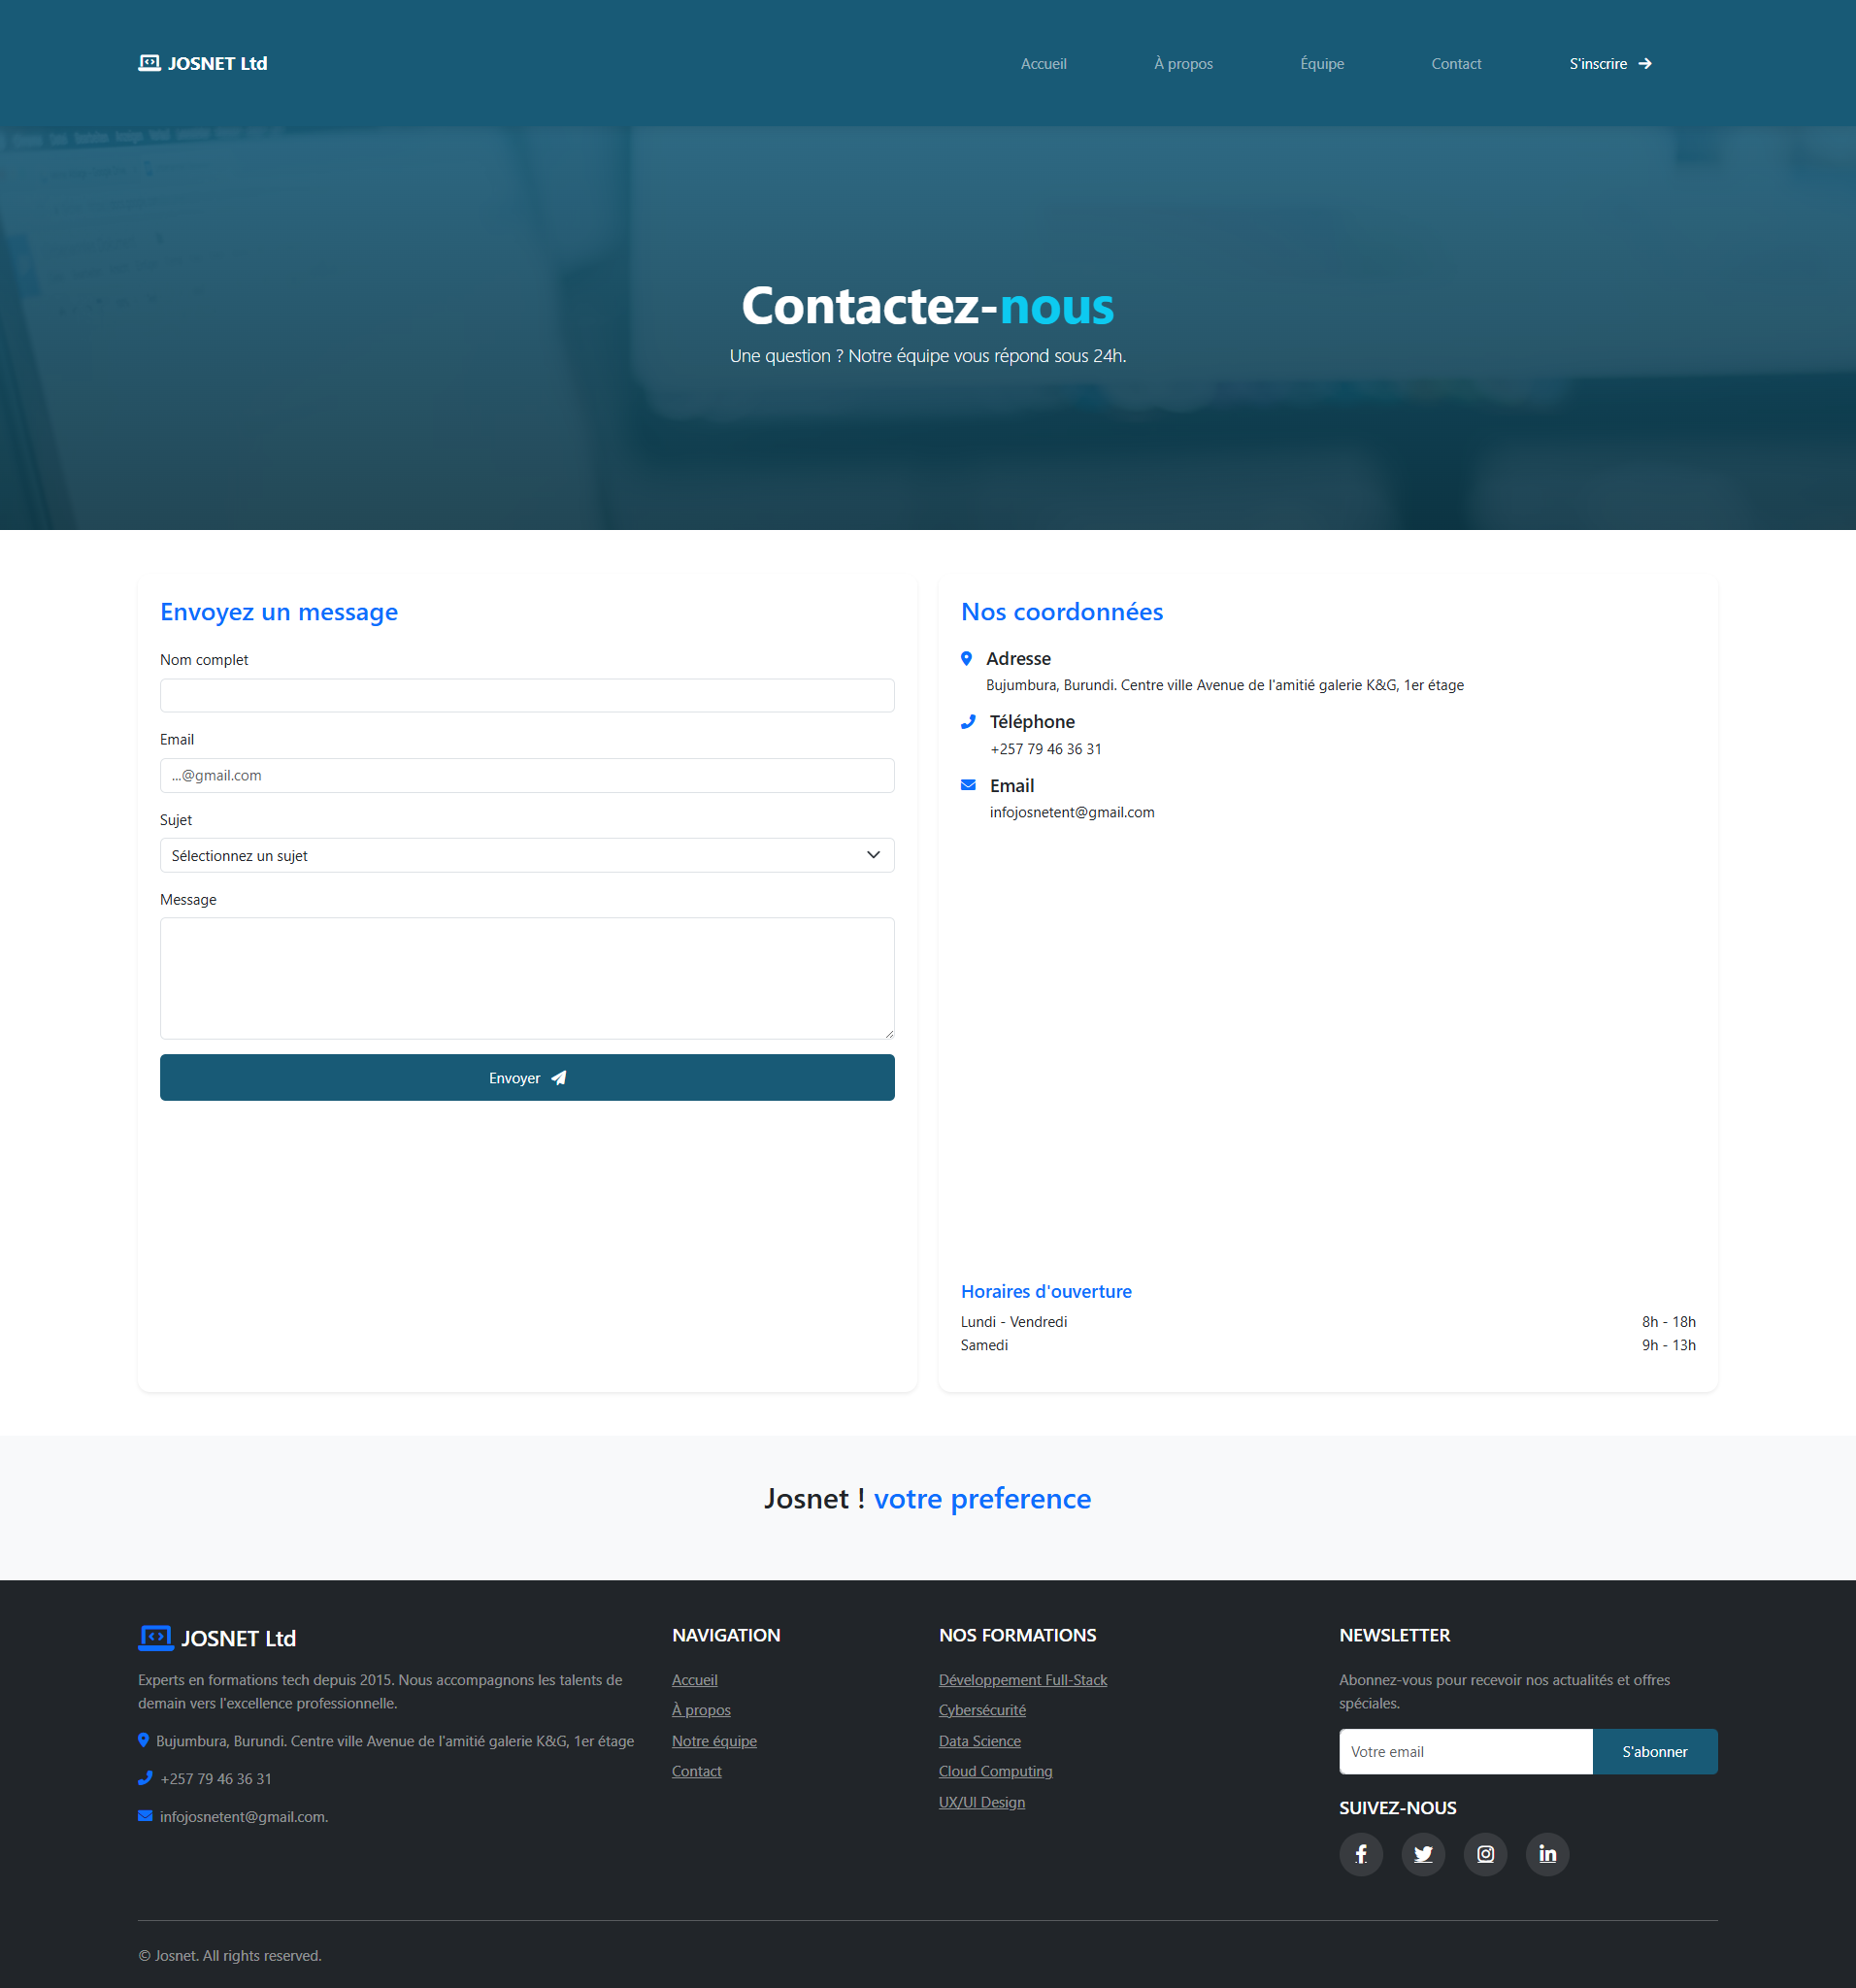 JOSNET Ltd
Accueil
À propos
Équipe
Contact
S'inscrire
Contactez-nous
Une question ? Notre équipe vous répond sous 24h.
Envoyez un message
Nom complet
Email
...@gmail.com
Sujet
Sélectionnez un sujet
Message
Envoyer
Nos coordonnées
Adresse
Bujumbura, Burundi. Centre ville Avenue de l'amitié galerie K&G, 1er étage
Téléphone
+257 79 46 36 31
Email
infojosnetent@gmail.com
Horaires d'ouverture
Lundi - Vendredi 8h - 18h
Samedi 9h - 13h
Josnet ! votre preference
JOSNET Ltd
Experts en formations tech depuis 2015. Nous accompagnons les talents de
demain vers l'excellence professionnelle.
Bujumbura, Burundi. Centre ville Avenue de l'amitié galerie K&G, 1er étage
+257 79 46 36 31
infojosnetent@gmail.com.
NAVIGATION
Accueil
À propos
Notre équipe
Contact
NOS FORMATIONS
Développement Full-Stack
Cybersécurité
Data Science
Cloud Computing
UX/UI Design
NEWSLETTER
Abonnez-vous pour recevoir nos actualités et offres
spéciales.
Votre email
S'abonner
SUIVEZ-NOUS
© Josnet. All rights reserved.